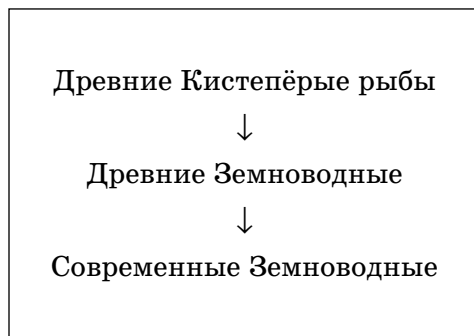 Древние Кистепёрые рыбы
↓
Древние Земноводные
↓
Современные Земноводные